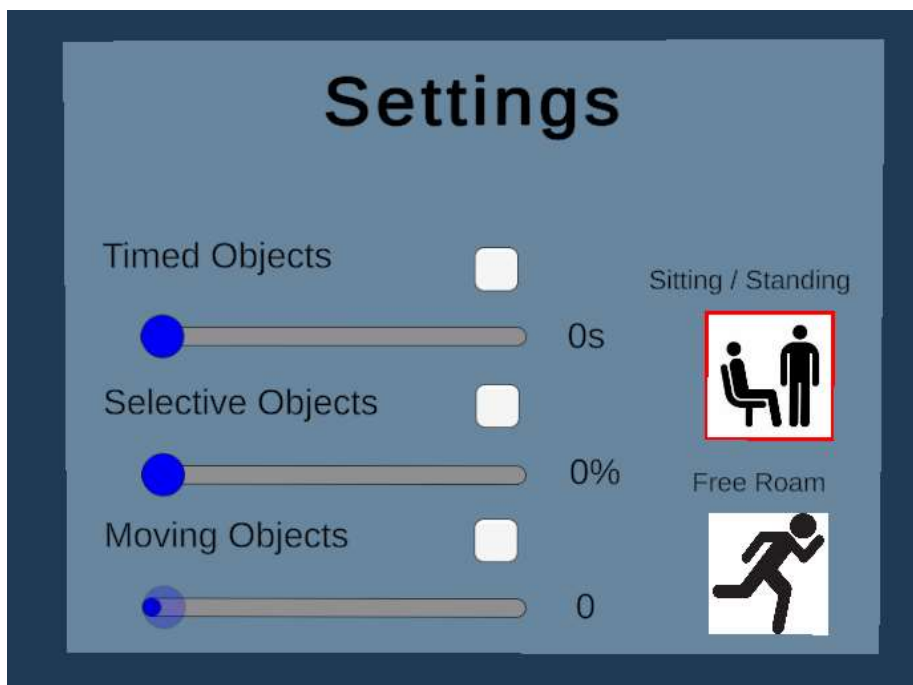 Settings
Timed Objects
0s
Selective Objects
0%
Moving Objects
0
Sitting / Standing
Free Roam